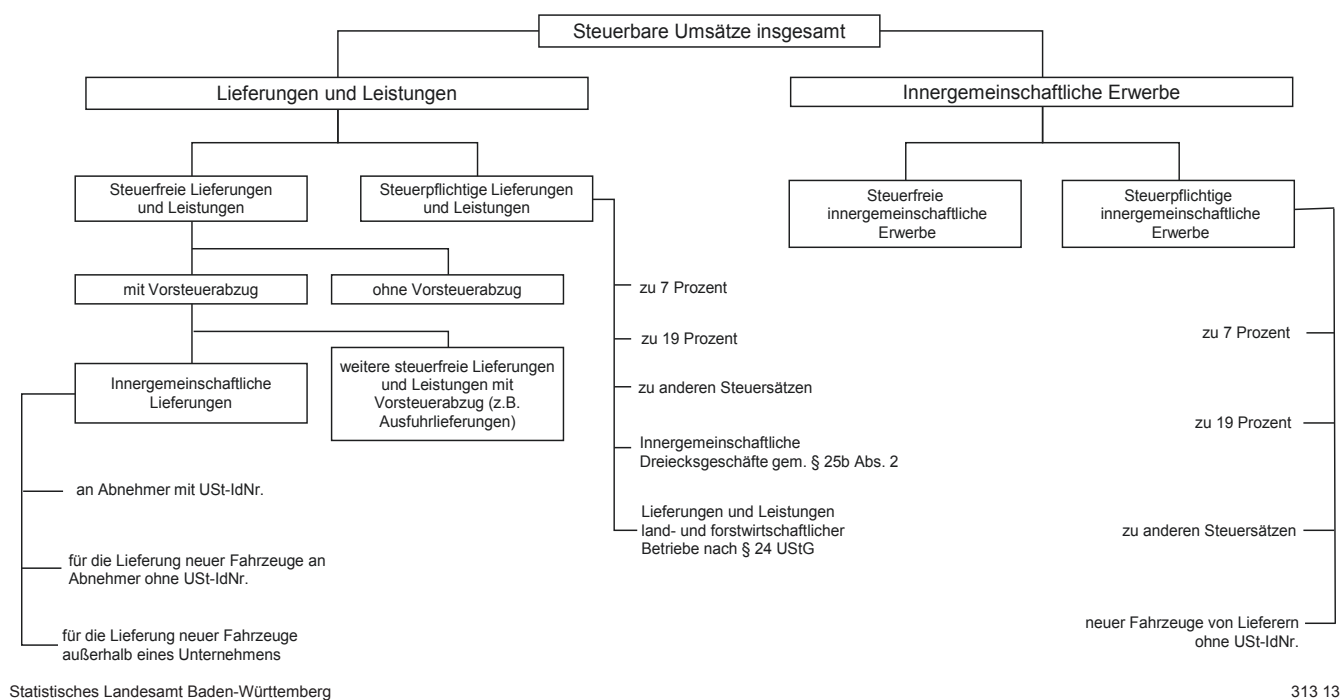 Steuerbare Umsätze insgesamt
Lieferungen und Leistungen
Innergemeinschaftliche Erwerbe
Steuerfreie Lieferungen
und Leistungen
Steuerpflichtige Lieferungen
und Leistungen
Steuerfreie
innergemeinschaftliche
Erwerbe
Steuerpflichtige
innergemeinschaftliche
Erwerbe
mit Vorsteuerabzug
ohne Vorsteuerabzug
Innergemeinschaftliche
Lieferungen
weitere steuerfreie Lieferungen
und Leistungen mit
Vorsteuerabzug (z.B.
Ausfuhrlieferungen)
an Abnehmer mit USt-IdNr.
für die Lieferung neuer Fahrzeuge an
Abnehmer ohne USt-IdNr.
für die Lieferung neuer Fahrzeuge
außerhalb eines Unternehmens
zu 7 Prozent
zu 19 Prozent
zu anderen Steuersätzen
Innergemeinschaftliche
Dreiecksgeschäfte gem. § 25b Abs. 2
Lieferungen und Leistungen
land- und forstwirtschaftlicher
Betriebe nach § 24 UStG
zu 7 Prozent
zu 19 Prozent
zu anderen Steuersätzen
neuer Fahrzeuge von Lieferern
ohne USt-IdNr.
Statistisches Landesamt Baden-Württemberg
313 13